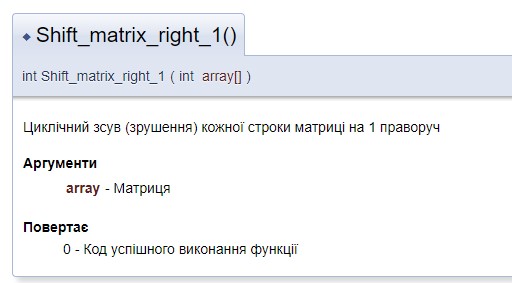 Shift_matrix_right_1()
int Shift_matrix_right_1 ( int array[] )
Циклічний зсув (зрушення) кожної строки матриці на 1 праворуч
Аргументи
array - Матриця
Повертає
0 - Код успішного виконання функції